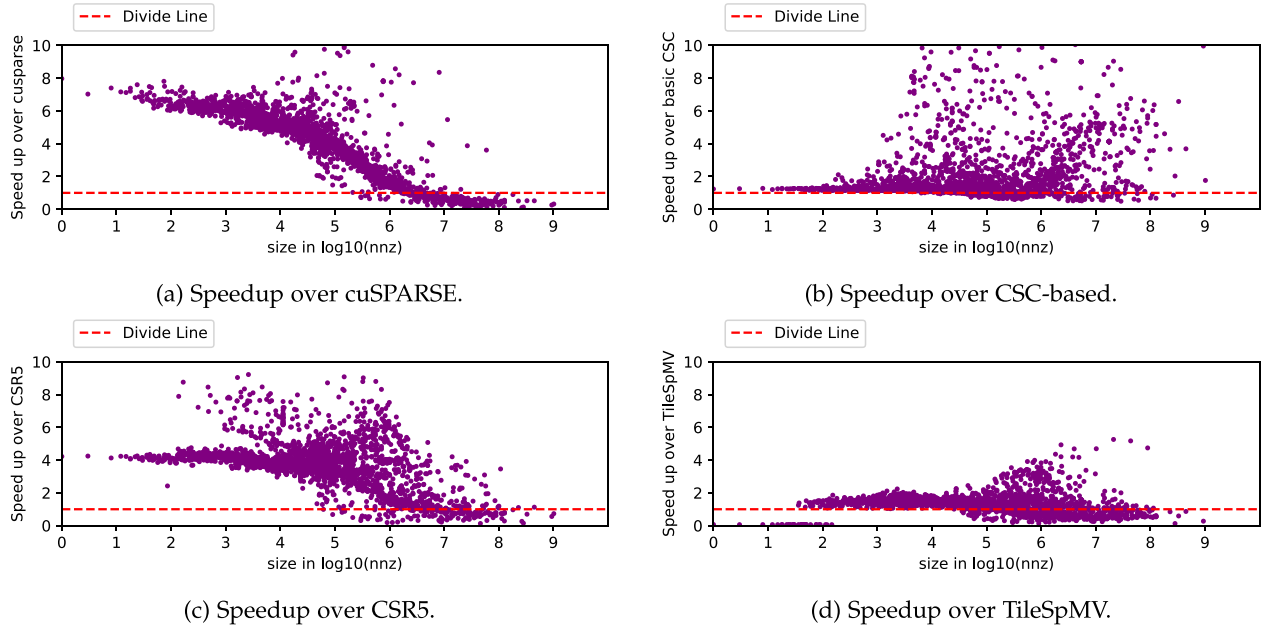 Divide Line
Speed up over cusparse
10
8
6
4
2
0
0 1 2 3 4 5 6 7 8 9
size in log10(nnz)
(a) Speedup over cuSPARSE.
Divide Line
Speed up over basic CSC
10
8
6
4
2
0
0 1 2 3 4 5 6 7 8 9
size in log10(nnz)
(b) Speedup over CSC-based.
Divide Line
Speed up over CSR5
10
8
6
4
2
0
0 1 2 3 4 5 6 7 8 9
size in log10(nnz)
(c) Speedup over CSR5.
Divide Line
Speed up over TileSpMV
10
8
6
4
2
0
0 1 2 3 4 5 6 7 8 9
size in log10(nnz)
(d) Speedup over TileSpMV.